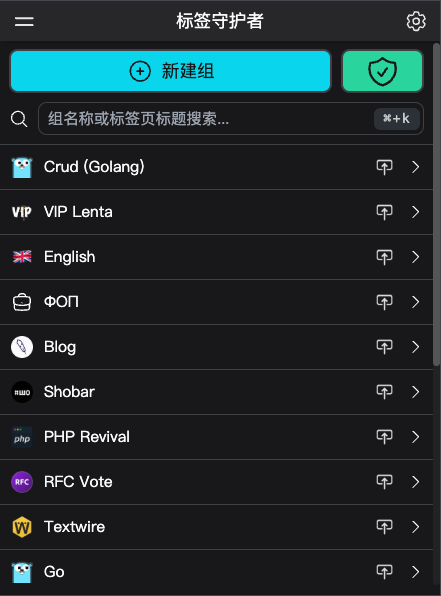 标签守护者
新建组
组名称或标签页标题搜索... ⌘+k
Crud (Golang)
VIP VIP Lenta
English
ФОП
Blog
#ШО Shobar
php PHP Revival
RFC RFC Vote
W Textwire
Go